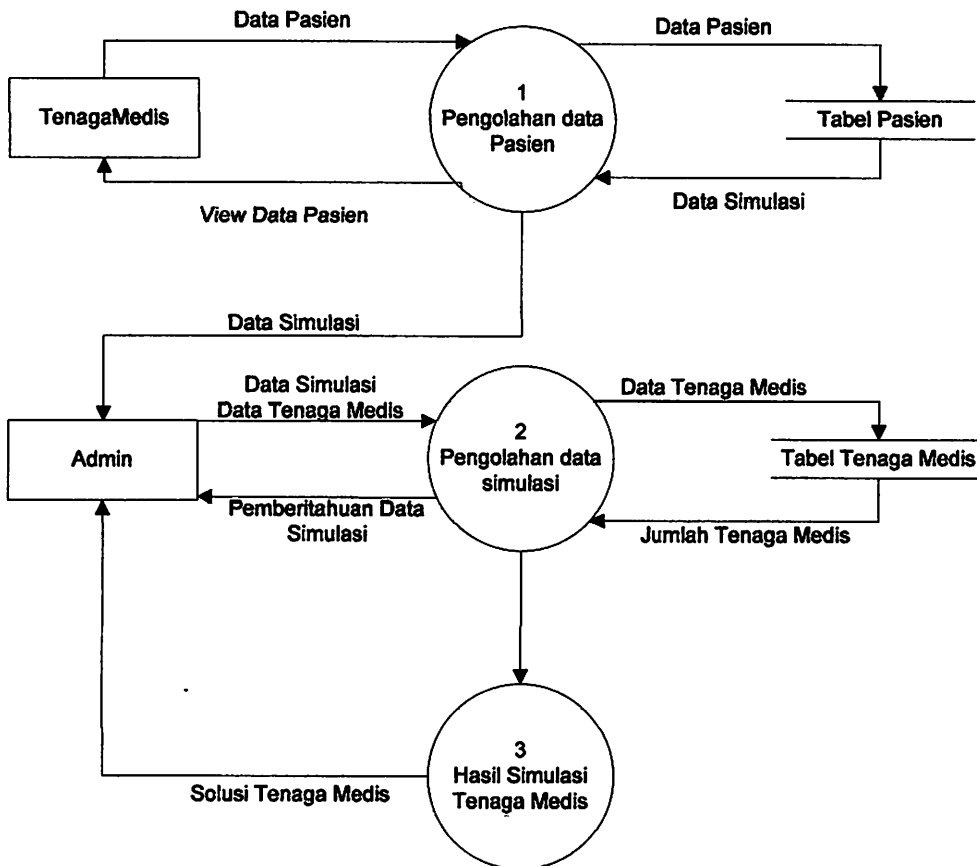 Data Pasien
Data Pasien
TenagaMedis
1
Pengolahan data
Pasien
Tabel Pasien
View Data Pasien
Data Simulasi
Data Simulasi
Data Simulasi
Data Tenaga Medis
Data Tenaga Medis
Admin
2
Pengolahan data
simulasi
Tabel Tenaga Medis
Pemberitahuan Data
Simulasi
Jumlah Tenaga Medis
3
Hasil Simulasi
Tenaga Medis
Solusi Tenaga Medis